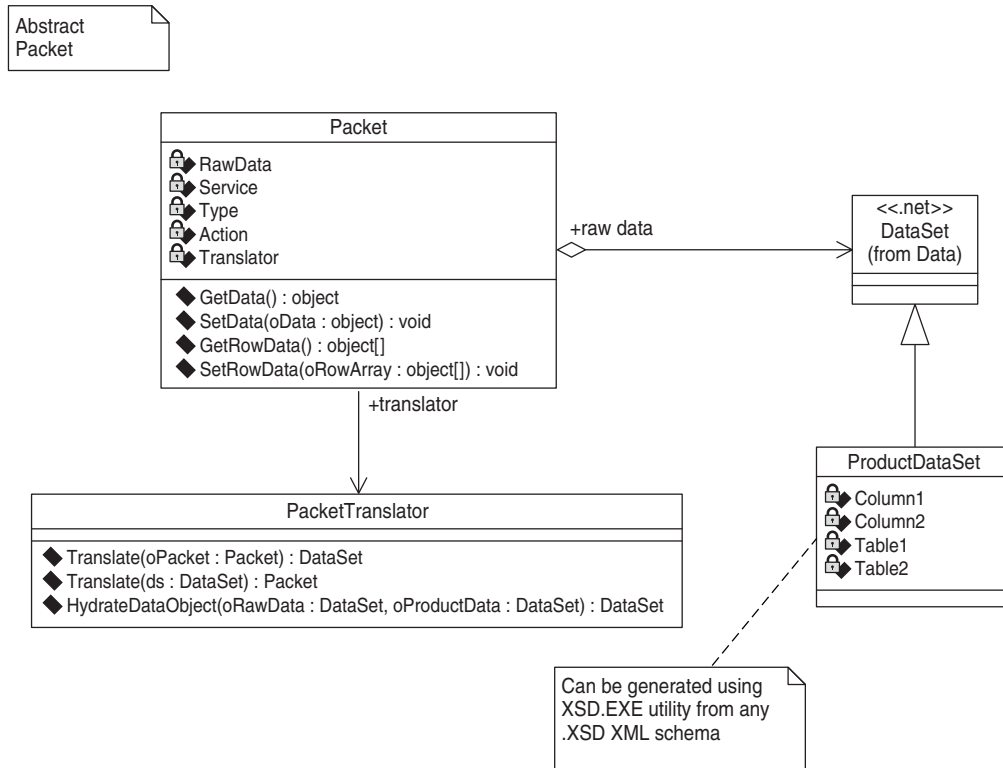 Abstract
Packet
Packet
RawData
Service
Type
Action
Translator
GetData() : object
SetData(oData : object) : void
GetRowData() : object[]
SetRowData(oRowArray : object[]) : void
+raw data
<<.net>>
DataSet
(from Data)
+translator
PacketTranslator
Translate(oPacket : Packet) : DataSet
Translate(ds : DataSet) : Packet
HydrateDataObject(oRawData : DataSet, oProductData : DataSet) : DataSet
ProductDataSet
Column1
Column2
Table1
Table2
Can be generated using
XSD.EXE utility from any
.XSD XML schema